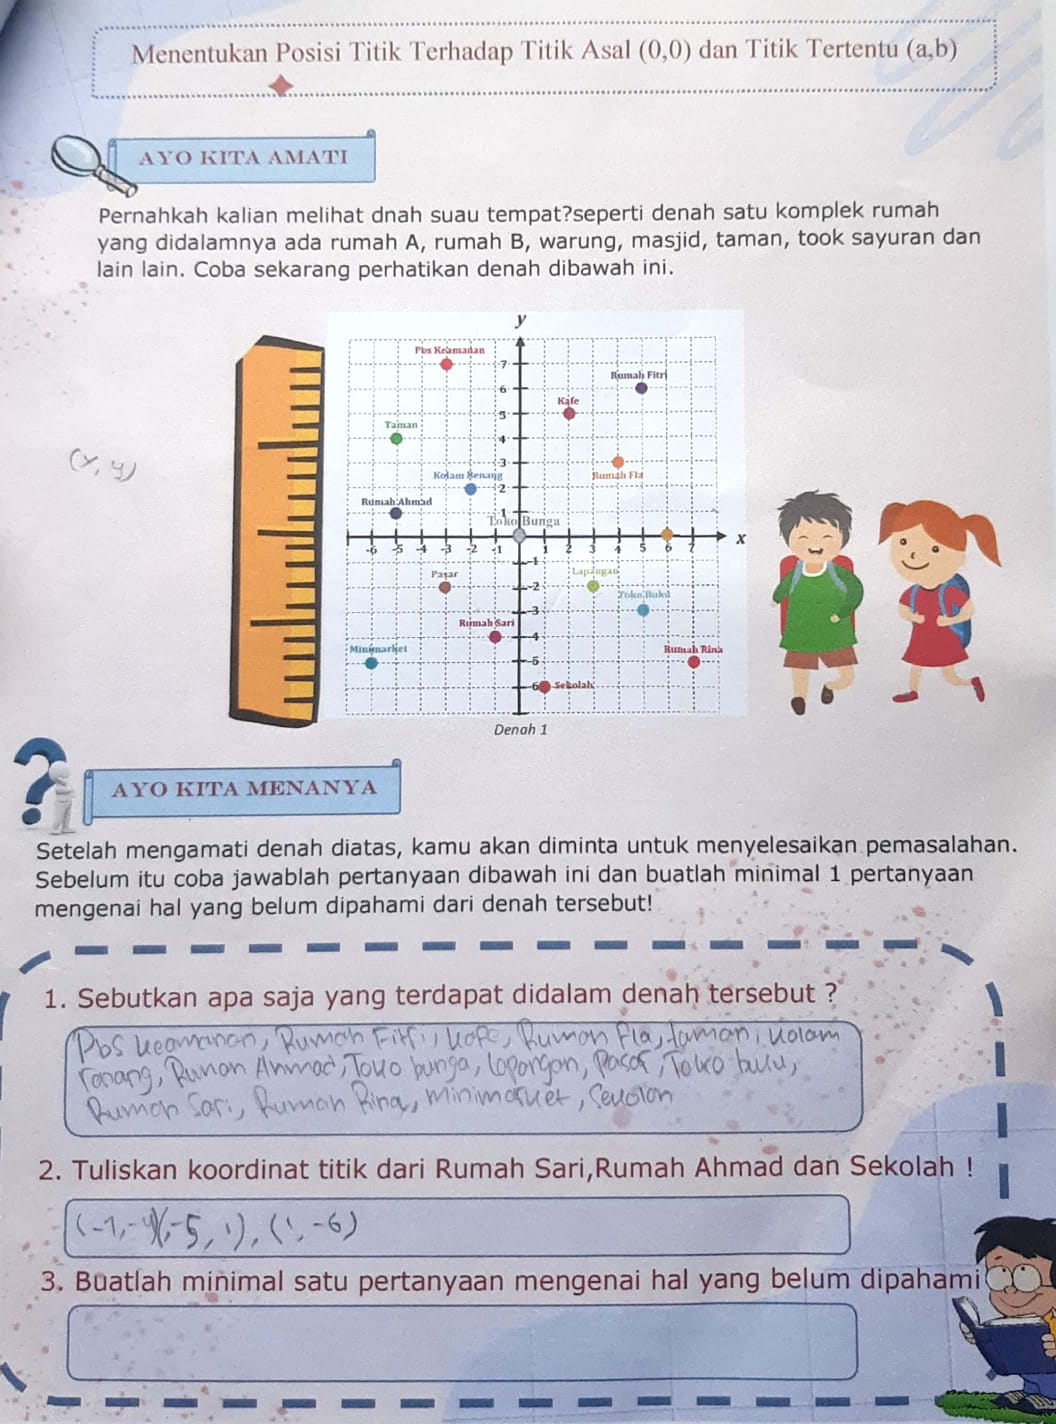 Menentukan Posisi Titik Terhadap Titik Asal (0,0) dan Titik Tertentu (a,b)
AYO KITA AMATI
Pernahkah kalian melihat dnah suau tempat?seperti denah satu komplek rumah
yang didalamnya ada rumah A, rumah B, warung, masjid, taman, took sayuran dan
lain lain. Coba sekarang perhatikan denah dibawah ini.
(x, y)
y
Pos Keamanan
7
Rumah Fitri
6
Kafe
5
Taman
4
3
Kolam Renang
Rumah Fla
2
Rumah Ahmad
1
Toko Bunga
x
-6 -5 -4 -3 -2 -1 1 2 3 4 5 6 7
-1
Pasar
Lapangan
-2
Toko Buku
-3
Rumah Sari
-4
Minimarket
Rumah Rina
-5
-6 Sekolah
Denah 1
AYO KITA MENANYA
Setelah mengamati denah diatas, kamu akan diminta untuk menyelesaikan pemasalahan.
Sebelum itu coba jawablah pertanyaan dibawah ini dan buatlah minimal 1 pertanyaan
mengenai hal yang belum dipahami dari denah tersebut!
1. Sebutkan apa saja yang terdapat didalam denah tersebut ?
Pos keamanan, Rumah Fitri, kafe, Rumah Fla, taman, kolam
renang, Rumah Ahmad, Toko bunga, lapangan, pasar, Toko buku,
Rumah Sari, Rumah Rina, minimarket, Sekolah
2. Tuliskan koordinat titik dari Rumah Sari,Rumah Ahmad dan Sekolah !
(-1,-4)(-5, 1), (1, -6)
3. Buatlah minimal satu pertanyaan mengenai hal yang belum dipahami